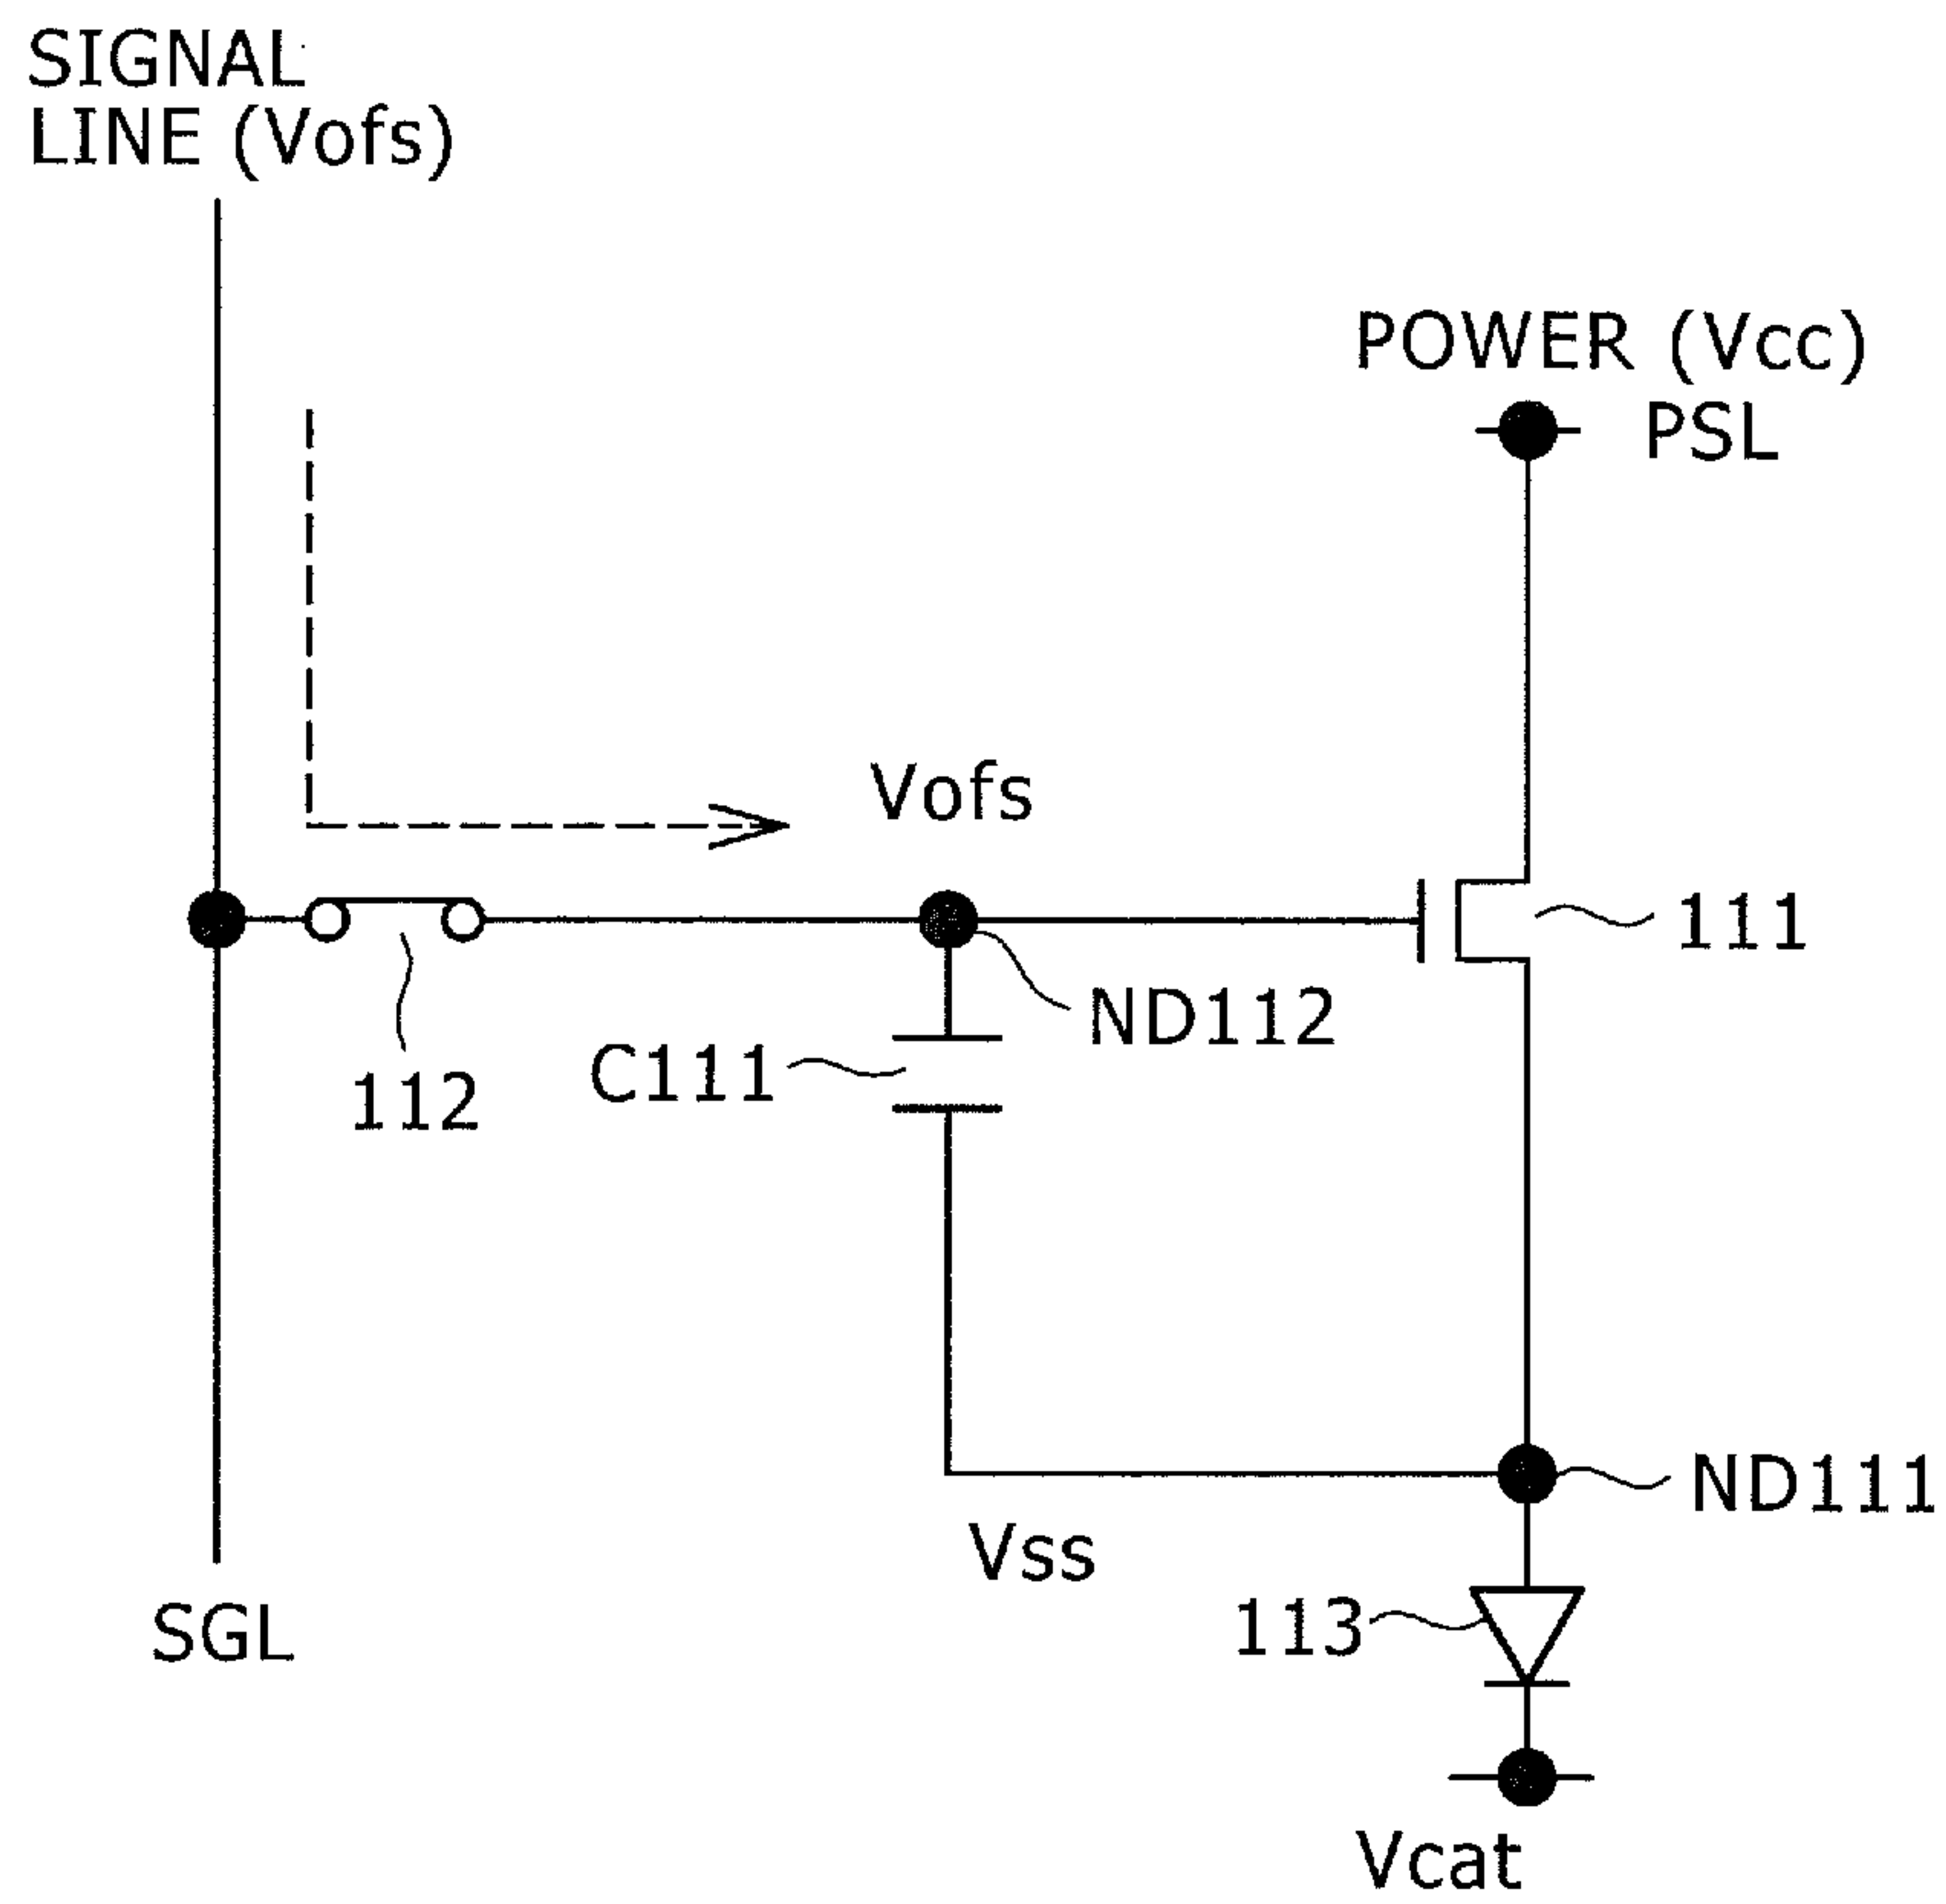 SIGNAL
LINE (Vofs)
POWER (Vcc)
PSL
Vofs
111
ND112
C111
112
ND111
Vss
113
SGL
Vcat